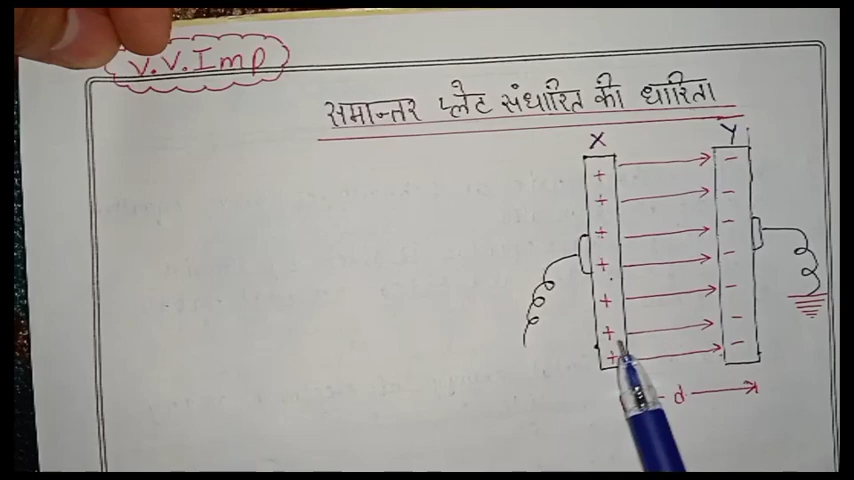 V.V.Imp
समान्तर प्लेट संधारित की धारिता
X Y
+ -
+ -
+ -
+ -
+ -
+ -
+ -
d